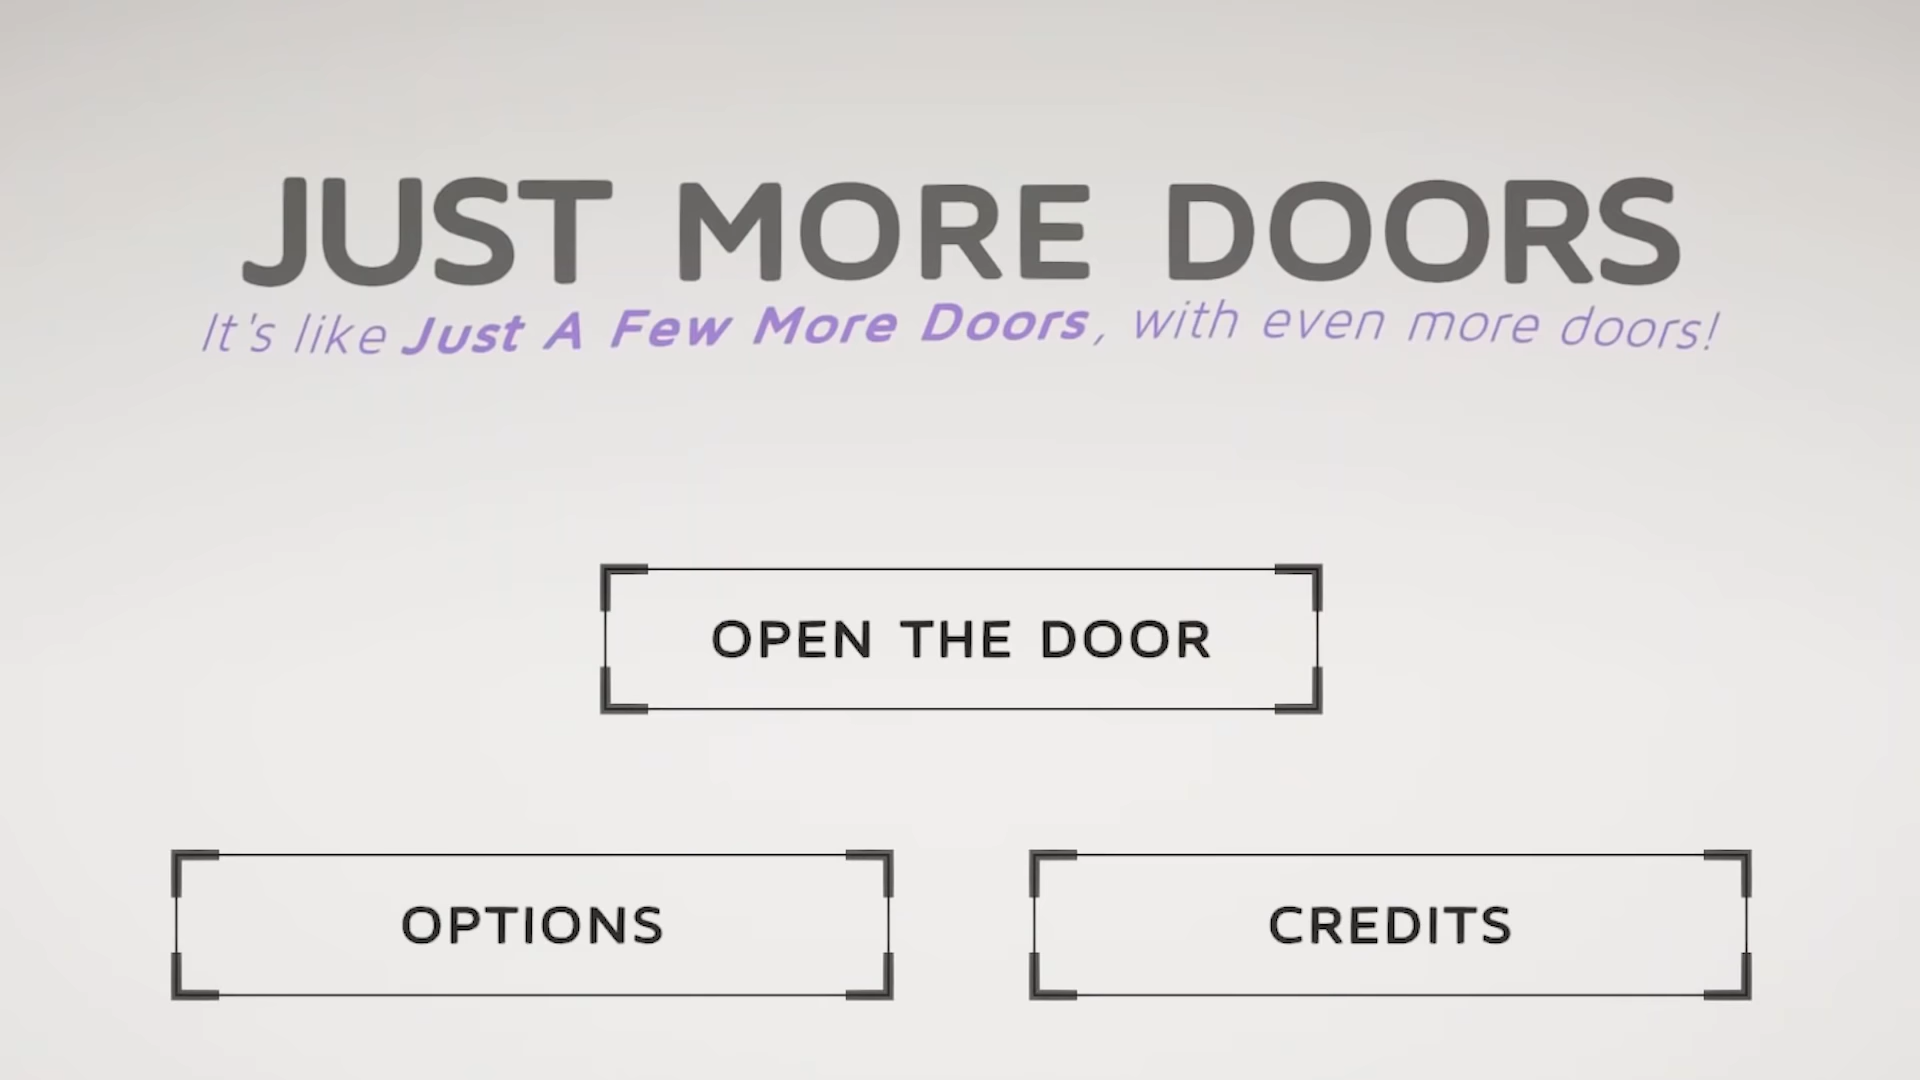 JUST MORE DOORS
It's like Just A Few More Doors, with even more doors!
OPEN THE DOOR
OPTIONS
CREDITS